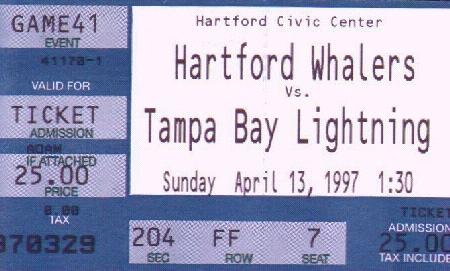 GAME41
EVENT
41170-1
VALID FOR
TICKET
ADMISSION
ADAM
IF ATTACHED
25.00
PRICE
0.00
TAX
370329
Hartford Civic Center
Hartford Whalers
Vs.
Tampa Bay Lightning
Sunday April 13, 1997 1:30
204 FF 7
SEC ROW SEAT
TICKET
ADMISSION
25.00
TAX INCLUDED